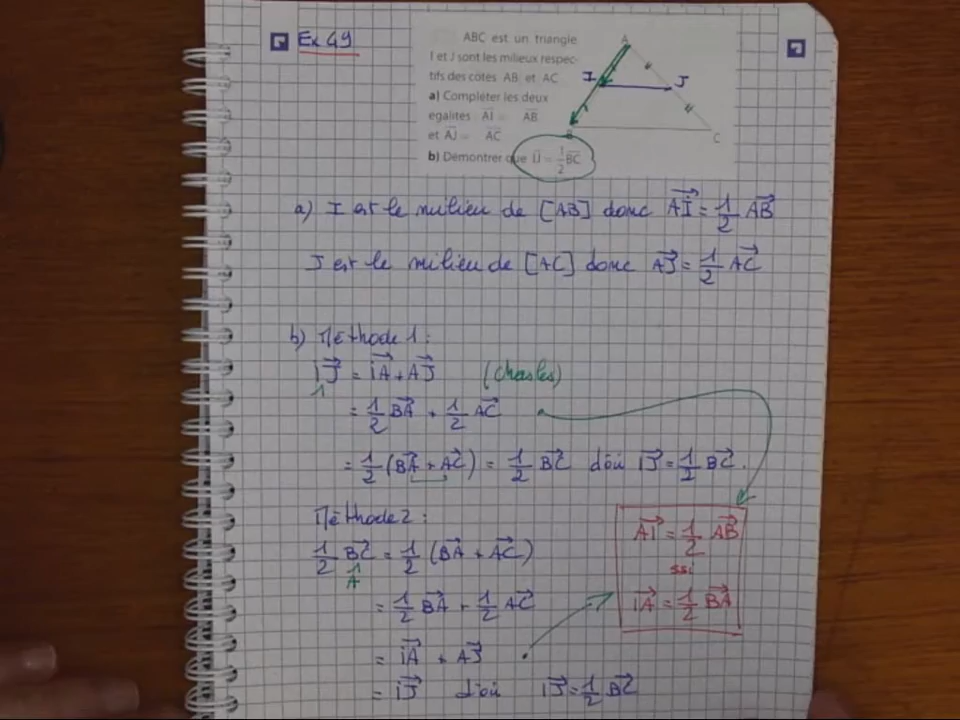 Ex 49
ABC est un triangle
I et J sont les milieux respec-
tifs des côtés AB et AC
a) Compléter les deux
égalités AI⃗ = AB⃗
et AJ⃗ = AC⃗
b) Démontrer que IJ⃗ = 1/2 BC⃗
A
I
J
B
C
a) I est le milieu de [AB] donc AI⃗ = 1/2 AB⃗
J est le milieu de [AC] donc AJ⃗ = 1/2 AC⃗
b) Méthode 1 :
IJ⃗ = IA⃗ + AJ⃗ (Chasles)
= 1/2 BA⃗ + 1/2 AC⃗
= 1/2 (BA⃗ + AC⃗) = 1/2 BC⃗ d'où IJ⃗ = 1/2 BC⃗.
Méthode 2 :
1/2 BC⃗ = 1/2 (BA⃗ + AC⃗)
A
= 1/2 BA⃗ + 1/2 AC⃗
= IA⃗ + AJ⃗
= IJ⃗ d'où IJ⃗ = 1/2 BC⃗
AI⃗ = 1/2 AB⃗
ssi
IA⃗ = 1/2 BA⃗